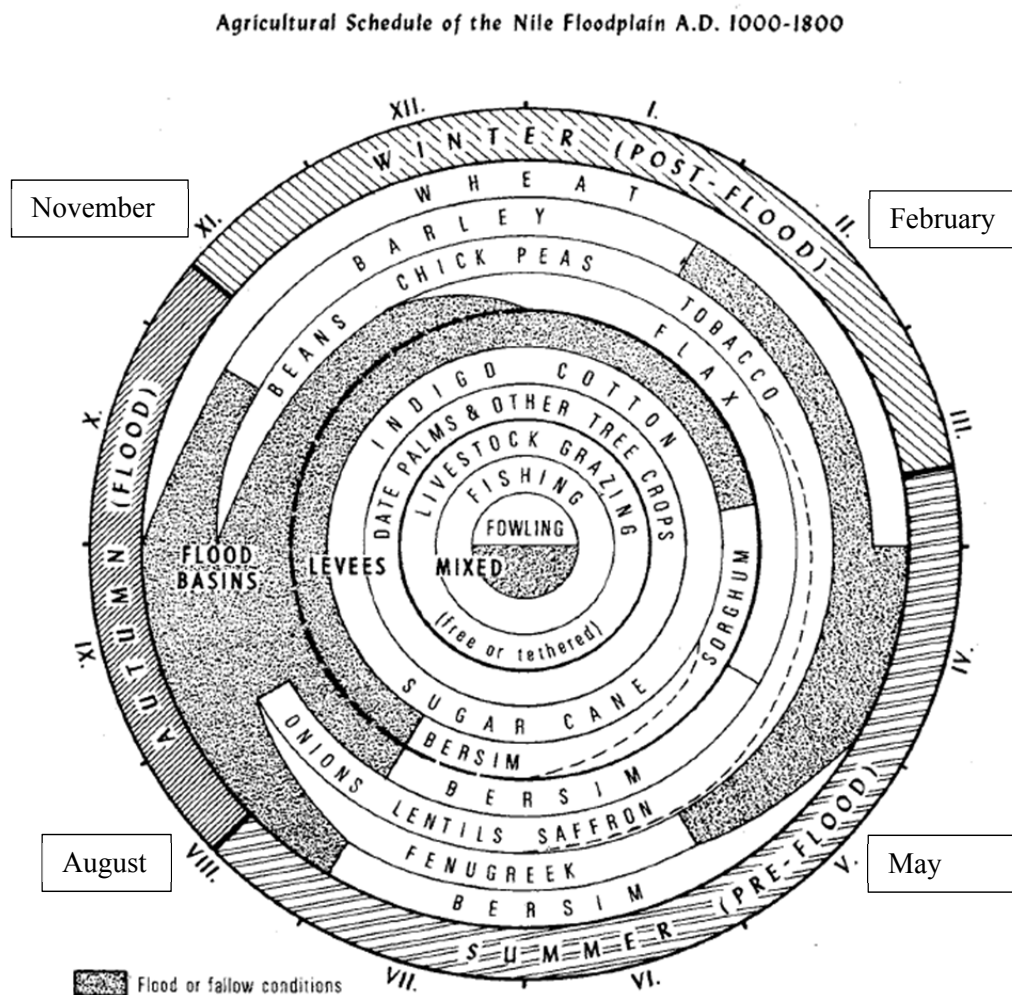 Agricultural Schedule of the Nile Floodplain A.D. 1000-1800
XII.
I.
WINTER (POST-FLOOD)
November
XI.
II.
February
WHEAT
BARLEY
BEANS CHICK PEAS
TOBACCO
FLAX
INDIGO COTTON
DATE PALMS & OTHER TREE CROPS
LIVESTOCK GRAZING
FISHING
FOWLING
X.
III.
AUTUMN (FLOOD)
FLOOD
BASINS
LEVEES
MIXED
SORGHUM
(free or tethered)
XI.
IV.
SUGAR CANE
BERSIM
BERSIM
ONIONS LENTILS SAFFRON
FENUGREEK
BERSIM
August
VIII.
V.
May
SUMMER (PRE-FLOOD)
VII.
VI.
Flood or fallow conditions